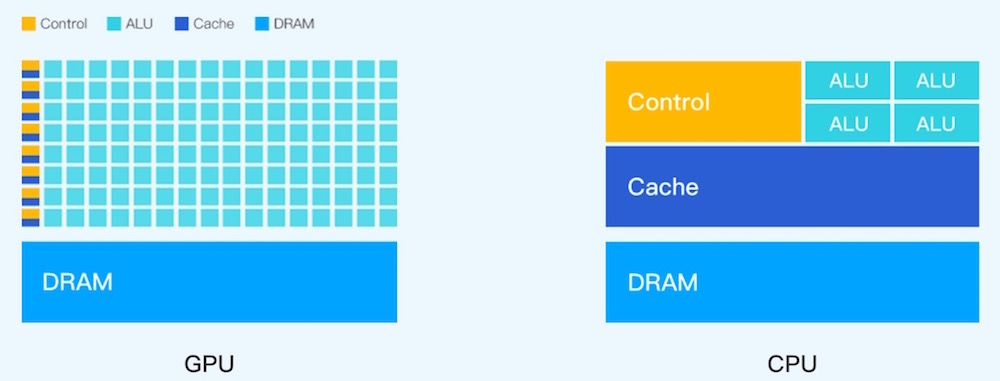 Control ALU Cache DRAM
DRAM
GPU
Control
ALU ALU
ALU ALU
Cache
DRAM
CPU